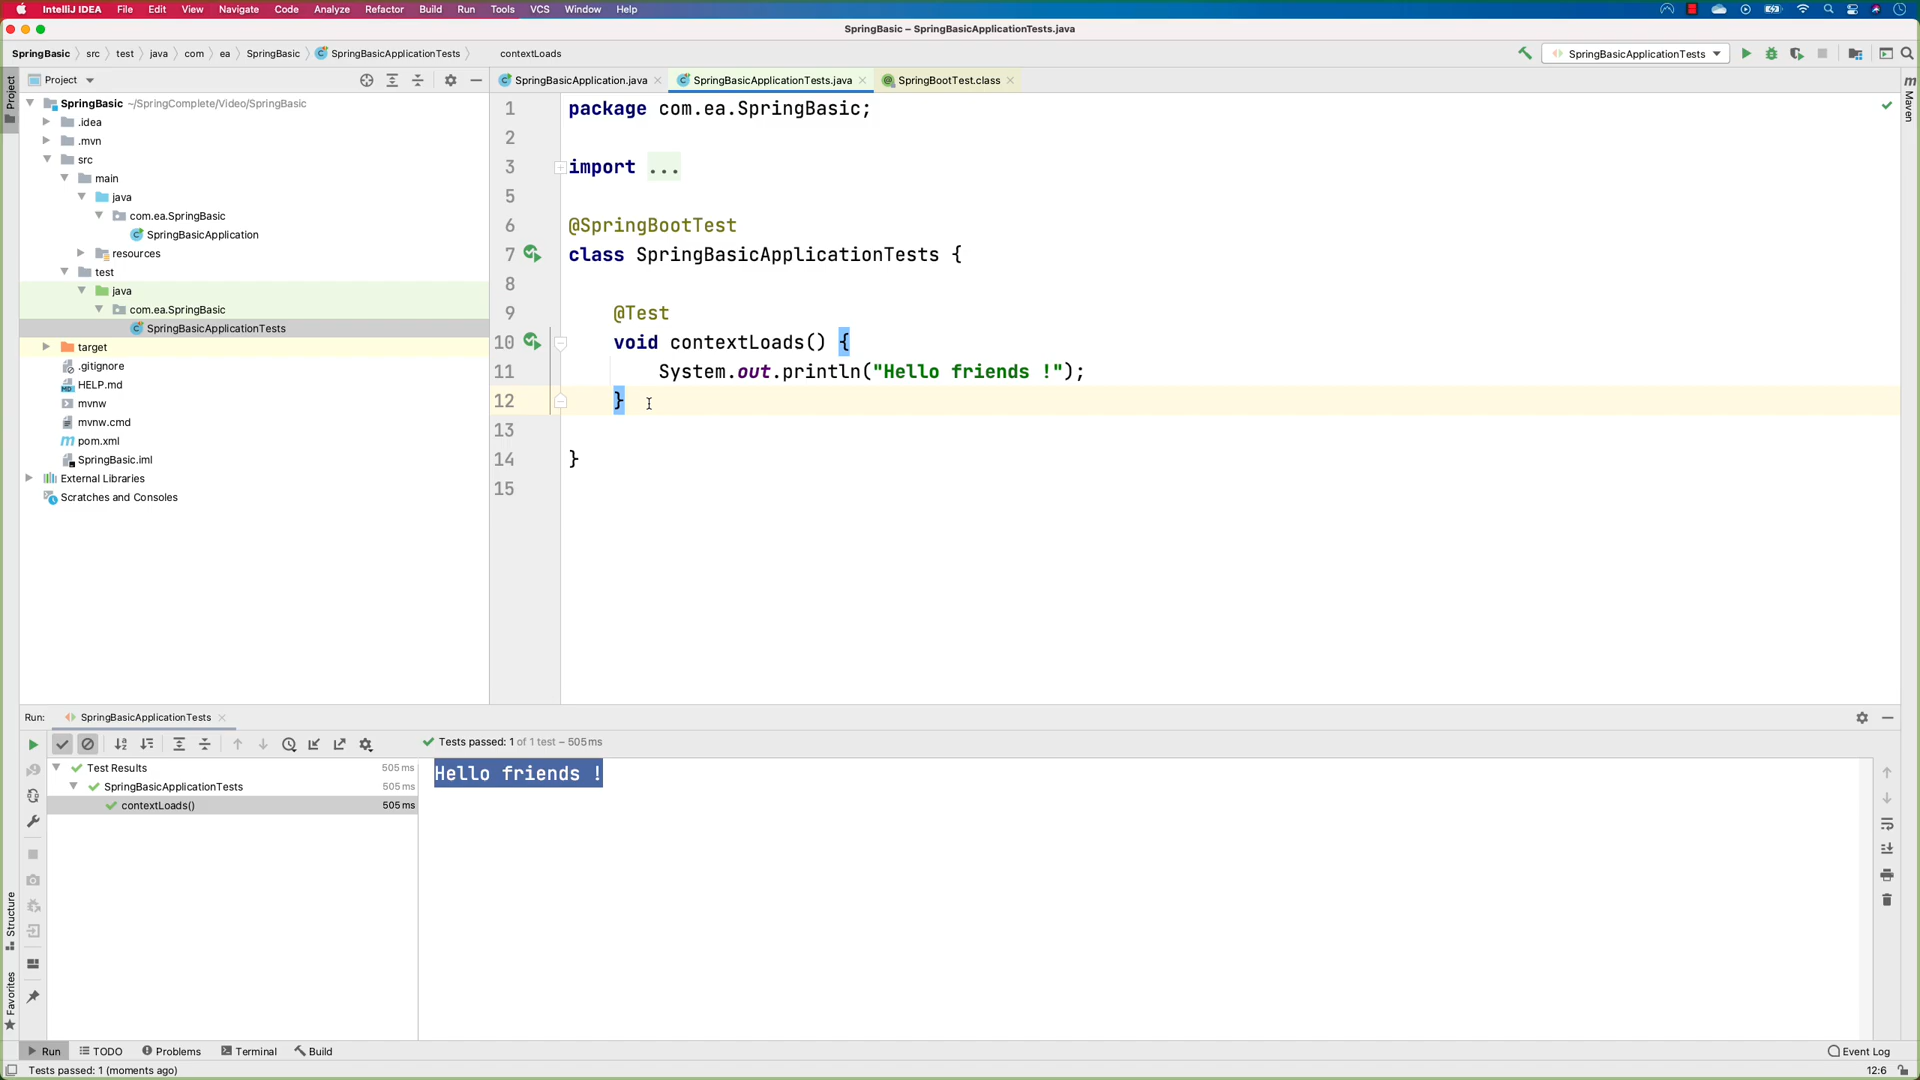 IntelliJ IDEA File Edit View Navigate Code Analyze Refactor Build Run Tools VCS Window Help
SpringBasic – SpringBasicApplicationTests.java
SpringBasic src test java com ea SpringBasic SpringBasicApplicationTests contextLoads
SpringBasicApplicationTests
Project
SpringBasicApplication.java SpringBasicApplicationTests.java SpringBootTest.class
Project
Maven
SpringBasic ~/SpringComplete/Video/SpringBasic
.idea
.mvn
src
main
java
com.ea.SpringBasic
SpringBasicApplication
resources
test
java
com.ea.SpringBasic
SpringBasicApplicationTests
target
.gitignore
HELP.md
mvnw
mvnw.cmd
pom.xml
SpringBasic.iml
External Libraries
Scratches and Consoles
1 package com.ea.SpringBasic;
2
3 import ...
5
6 @SpringBootTest
7 class SpringBasicApplicationTests {
8
9 @Test
10 void contextLoads() {
11 System.out.println("Hello friends !");
12 }
13
14 }
15
Run: SpringBasicApplicationTests
Tests passed: 1 of 1 test – 505 ms
Test Results 505 ms
SpringBasicApplicationTests 505 ms
contextLoads() 505 ms
Hello friends !
Structure
Favorites
Run TODO Problems Terminal Build Event Log
Tests passed: 1 (moments ago) 12:6